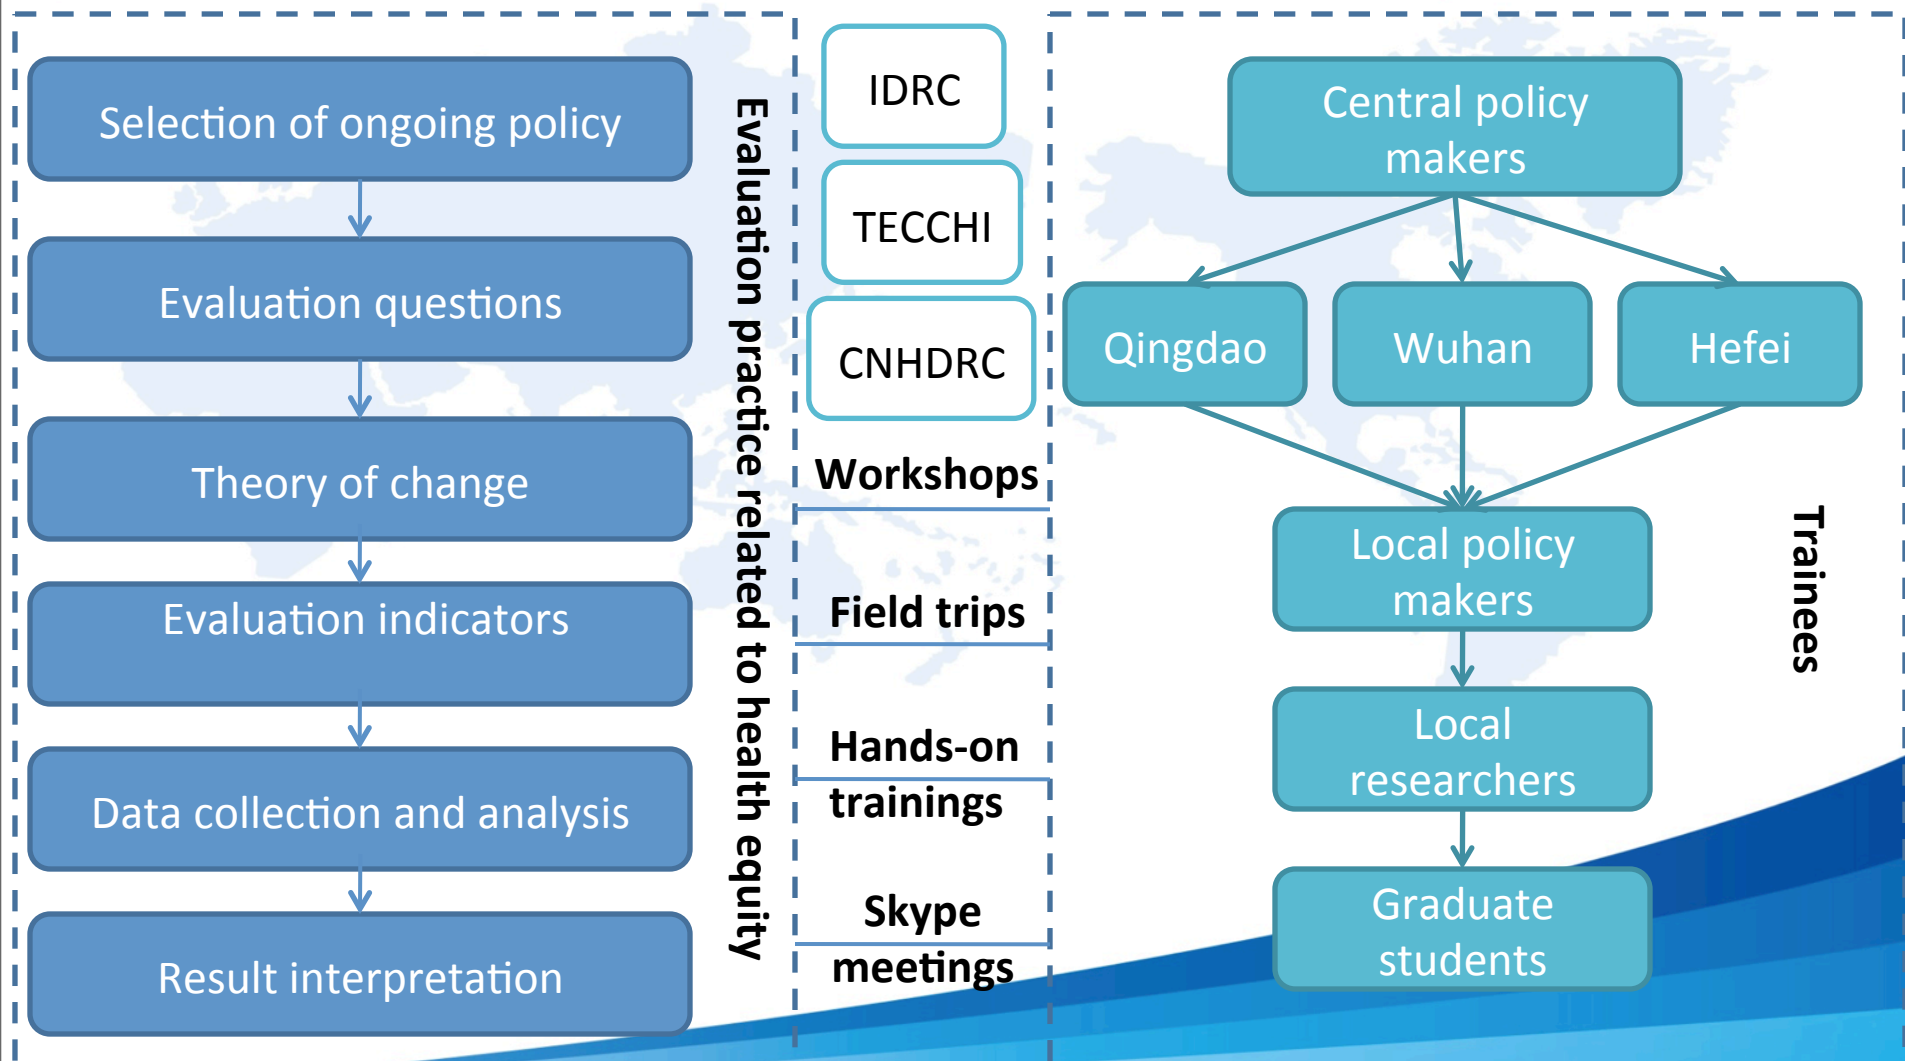 Selection of ongoing policy
Evaluation questions
Theory of change
Evaluation indicators
Data collection and analysis
Result interpretation
Evaluation practice related to health equity
IDRC
TECCHI
CNHDRC
Workshops
Field trips
Hands-on
trainings
Skype
meetings
Central policy
makers
Qingdao
Wuhan
Hefei
Local policy
makers
Local
researchers
Graduate
students
Trainees